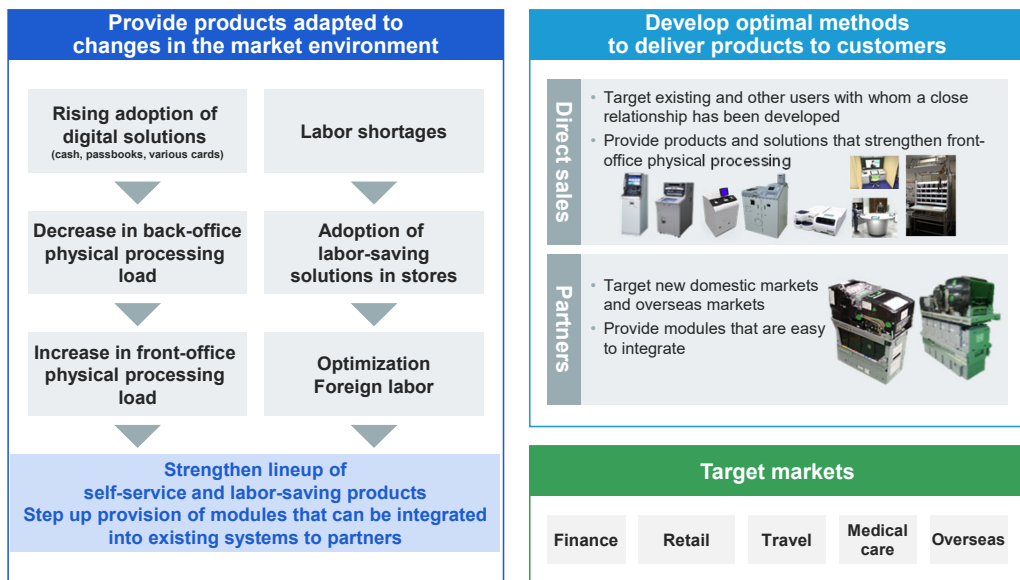 Provide products adapted to
changes in the market environment
Rising adoption of
digital solutions
(cash, passbooks, various cards)
Decrease in back-office
physical processing
load
Increase in front-office
physical processing
load
Labor shortages
Adoption of
labor-saving
solutions in stores
Optimization
Foreign labor
Strengthen lineup of
self-service and labor-saving products
Step up provision of modules that can be integrated
into existing systems to partners
Develop optimal methods
to deliver products to customers
Direct sales
• Target existing and other users with whom a close
relationship has been developed
• Provide products and solutions that strengthen front-
office physical processing
Partners
• Target new domestic markets
and overseas markets
• Provide modules that are easy
to integrate
Target markets
Finance
Retail
Travel
Medical
care
Overseas